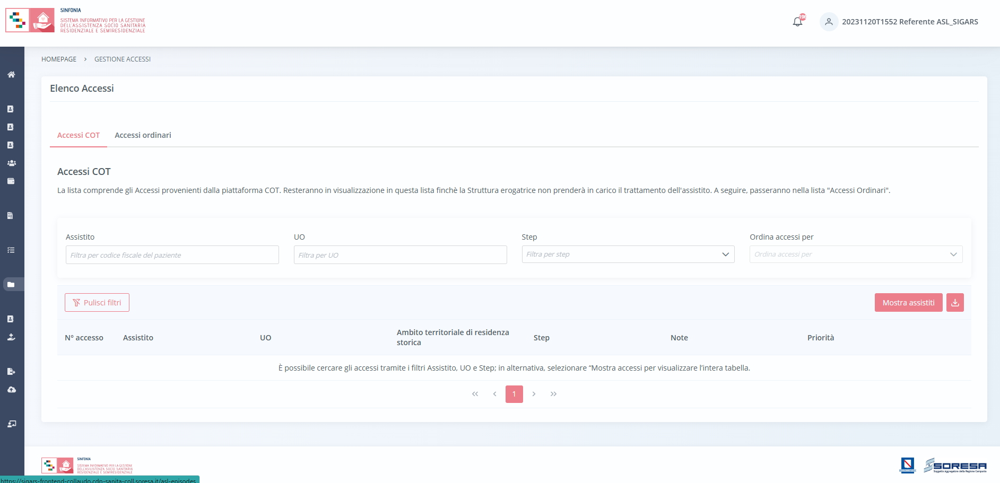 SINFONIA
SISTEMA INFORMATIVO PER LA GESTIONE
DELL'ASSISTENZA SOCIO SANITARIA
RESIDENZIALE E SEMIRESIDENZIALE
196
20231120T1552 Referente ASL_SIGARS
HOMEPAGE > GESTIONE ACCESSI
Elenco Accessi
Accessi COT Accessi ordinari
Accessi COT
La lista comprende gli Accessi provenienti dalla piattaforma COT. Resteranno in visualizzazione in questa lista finchè la Struttura erogatrice non prenderà in carico il trattamento dell'assistito. A seguire, passeranno nella lista "Accessi Ordinari".
Assistito UO Step Ordina accessi per
Filtra per codice fiscale del paziente Filtra per UO Filtra per step Ordina accessi per
Pulisci filtri Mostra assistiti
N° accesso Assistito UO Ambito territoriale di residenza storica Step Note Priorità
È possibile cercare gli accessi tramite i filtri Assistito, UO e Step; in alternativa, selezionare “Mostra accessi per visualizzare l’intera tabella.
1
SINFONIA
SISTEMA INFORMATIVO PER LA GESTIONE
DELL'ASSISTENZA SOCIO SANITARIA
RESIDENZIALE E SEMIRESIDENZIALE
REGIONE CAMPANIA
SORESA
Soggetto Aggregatore della Regione Campania
https://sigars-frontend-collaudo.cdp-sanita-coll.soresa.it/asl-episodes